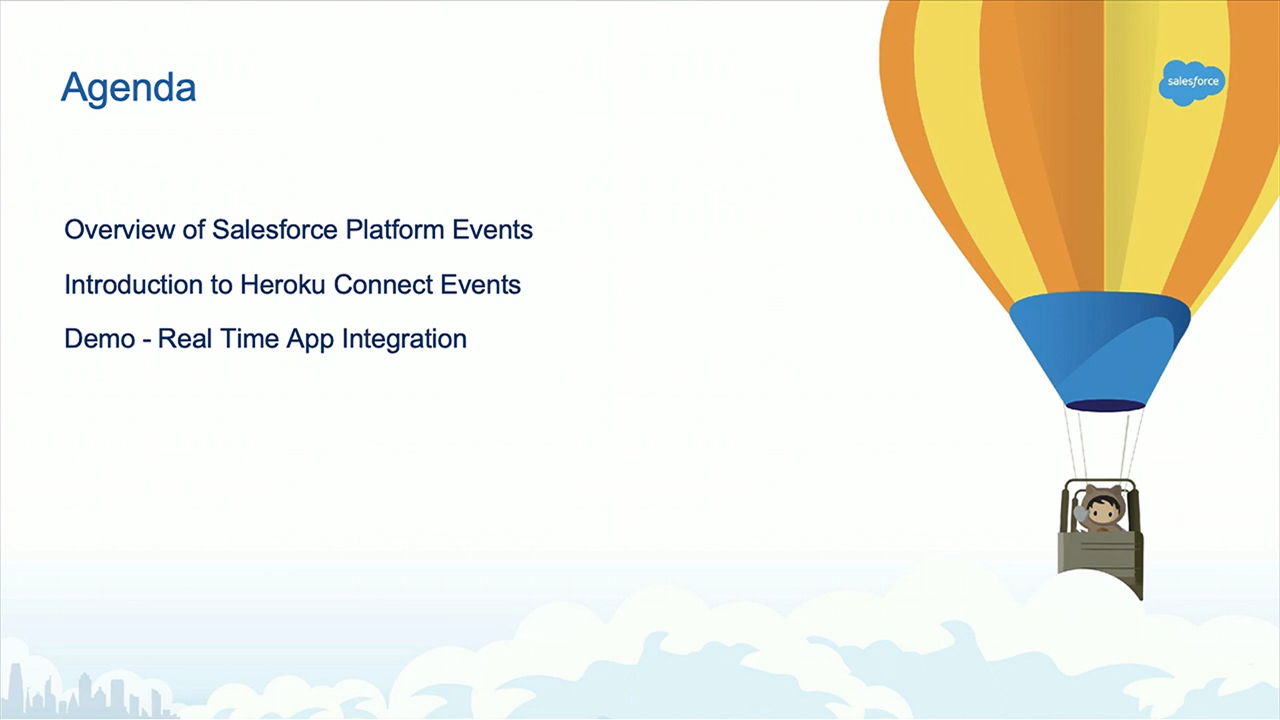 Agenda
salesforce
Overview of Salesforce Platform Events
Introduction to Heroku Connect Events
Demo - Real Time App Integration